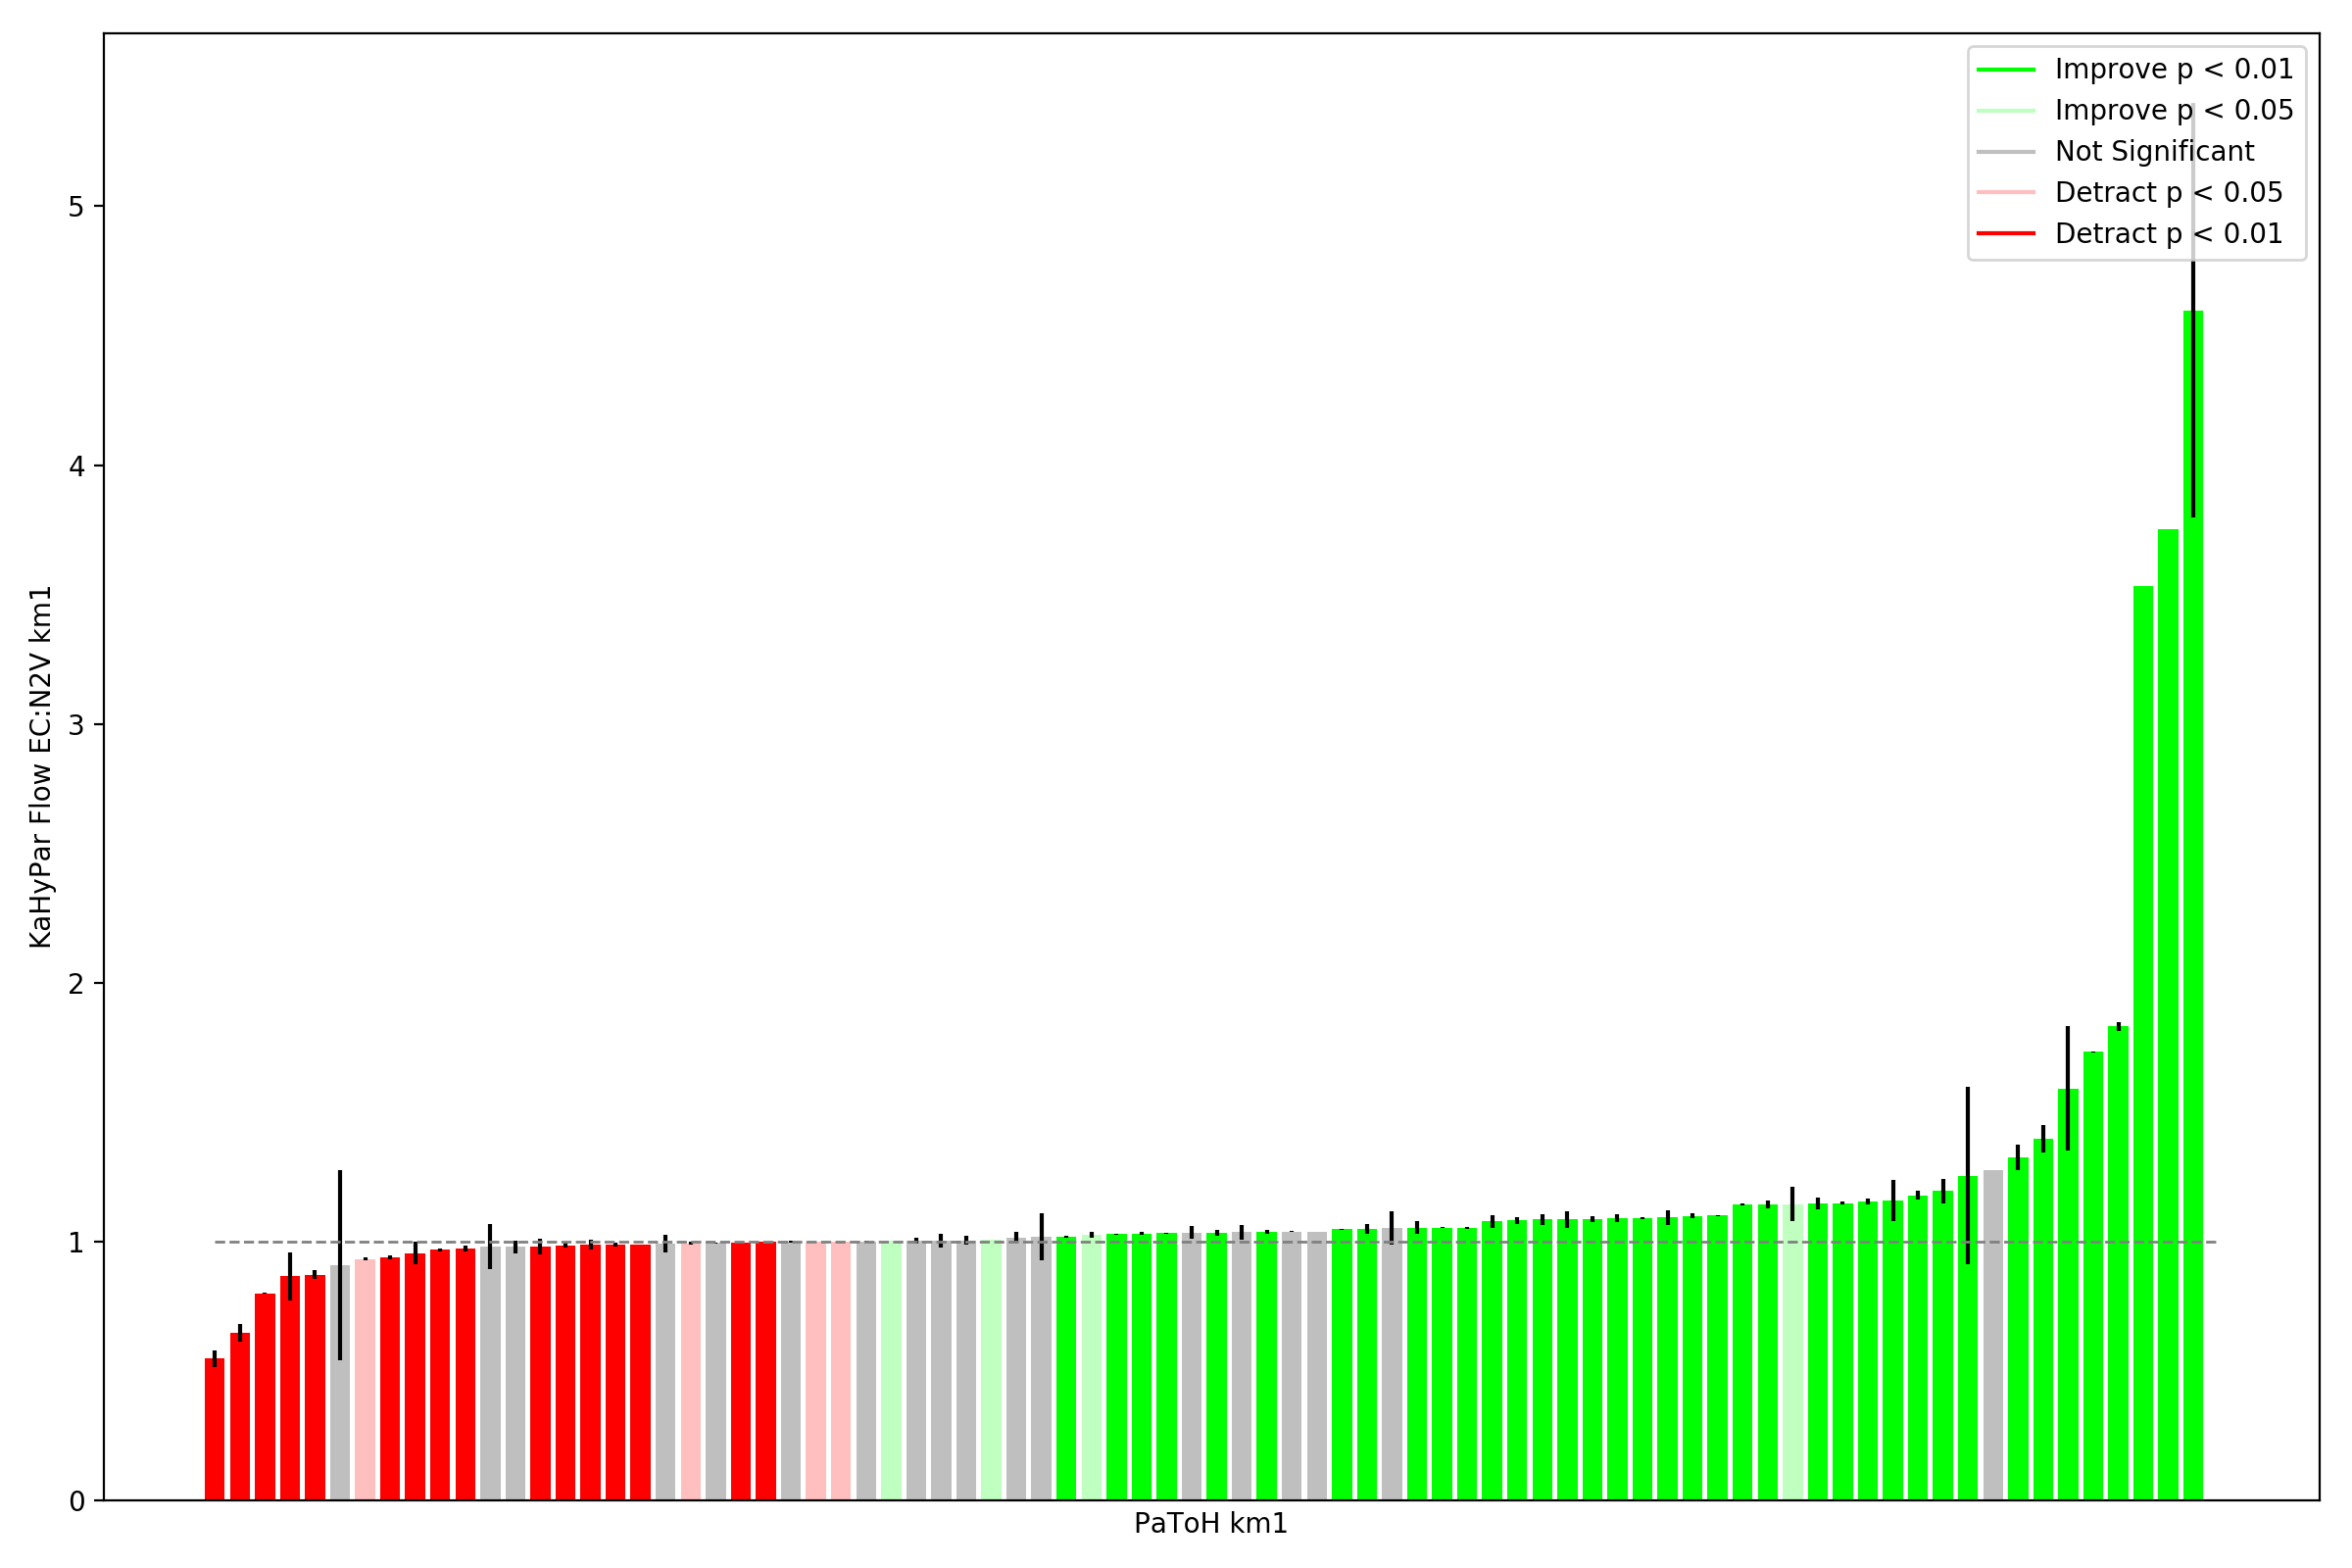 Improve p < 0.01
Improve p < 0.05
Not Significant
Detract p < 0.05
Detract p < 0.01
5
4
3
2
1
0
KaHyPar Flow EC:N2V km1
PaToH km1